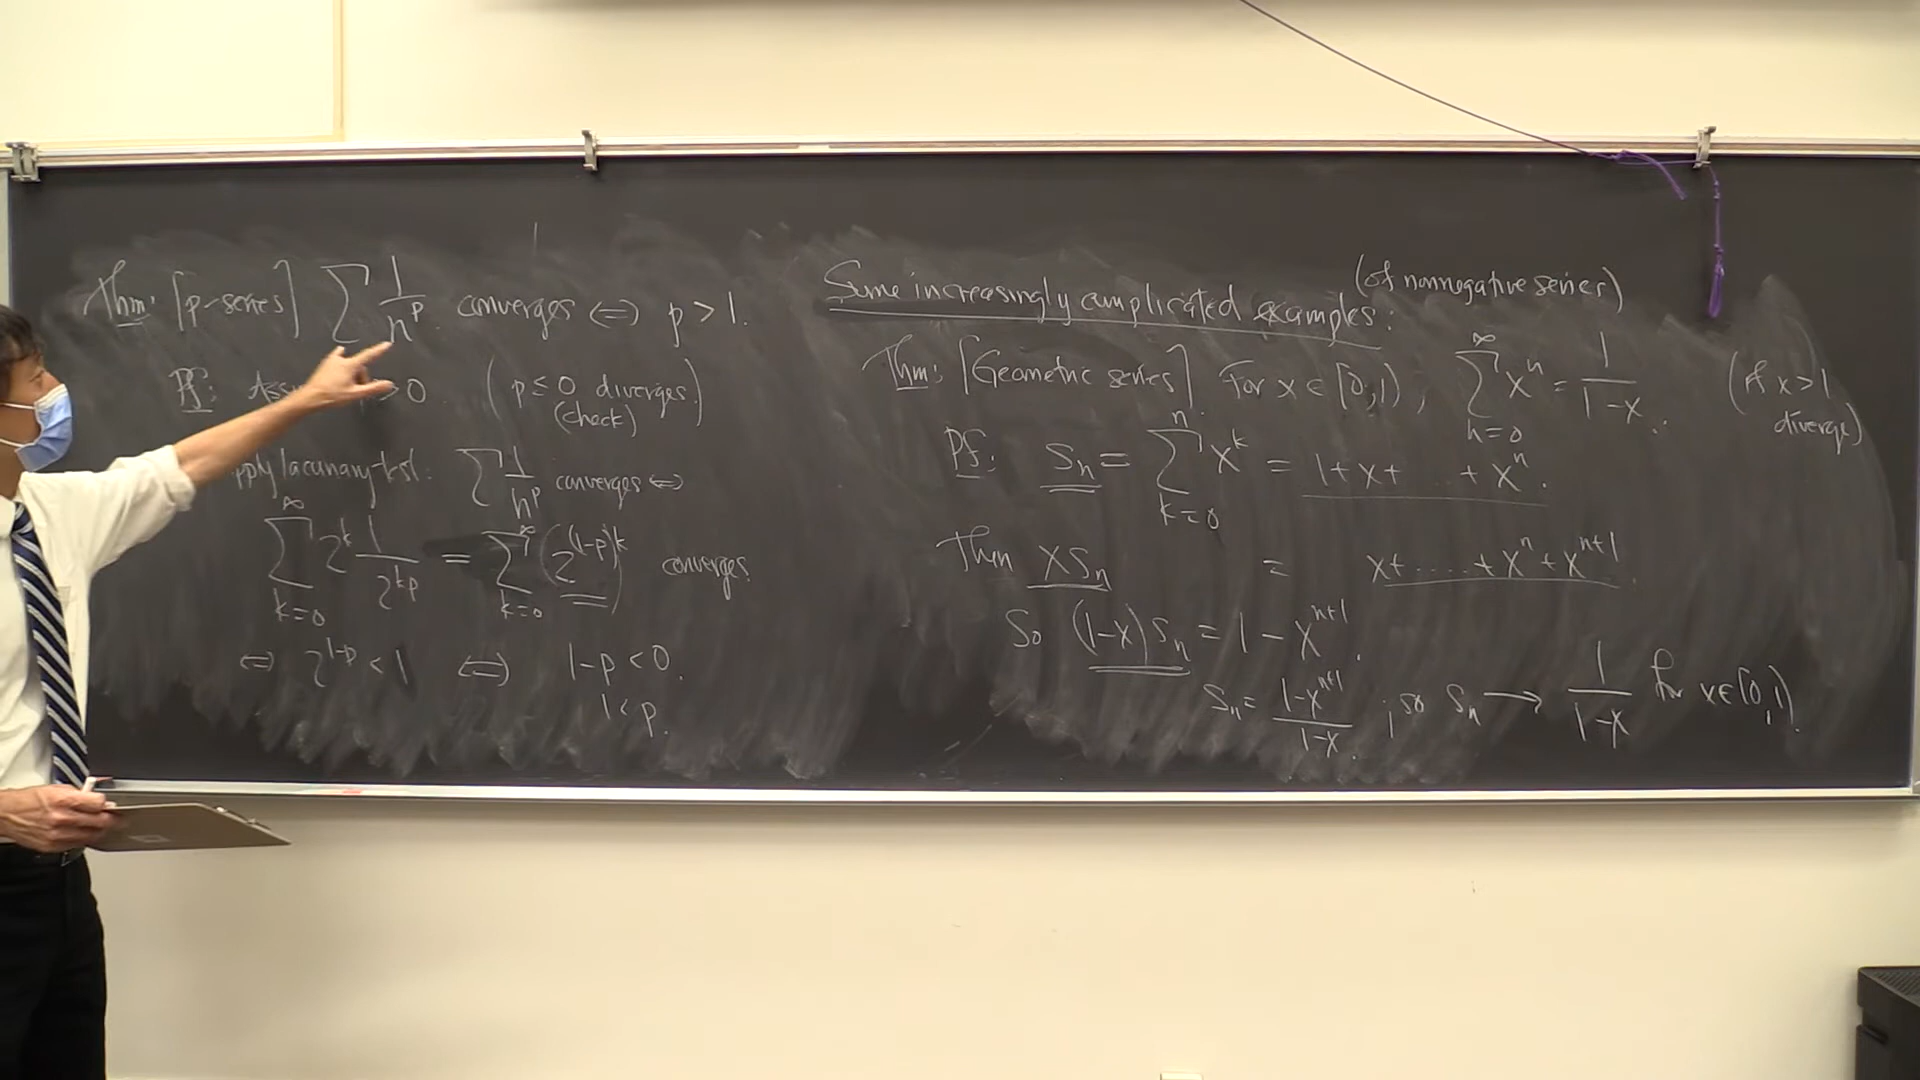 Thm: [p-series] ∑ 1/n^p converges ⇔ p > 1.
Pf: > 0 (p ≤ 0 diverges.
(check))
lacunary test. ∑ 1/n^p converges ⇔
∑_{k=0}^{∞} 2^k 1/2^{kp} = ∑_{k=0}^{∞} (2^{(1-p)})^k converges.
⇔ 2^{1-p} < 1 ⇔ 1-p < 0.
1 < p.
Some increasingly complicated examples: (of nonnegative series)
Thm: [Geometric series]. For x ∈ [0,1), ∑_{n=0}^{∞} x^n = 1/(1-x). (If x > 1
diverge)
Pf: S_n = ∑_{k=0}^{n} x^k = 1 + x + .. + x^n.
Then x S_n = x + ..... + x^n + x^{n+1}.
So (1-x) S_n = 1 - x^{n+1}.
S_n = (1-x^{n+1})/(1-x) ; so S_n → 1/(1-x) for x ∈ [0,1).